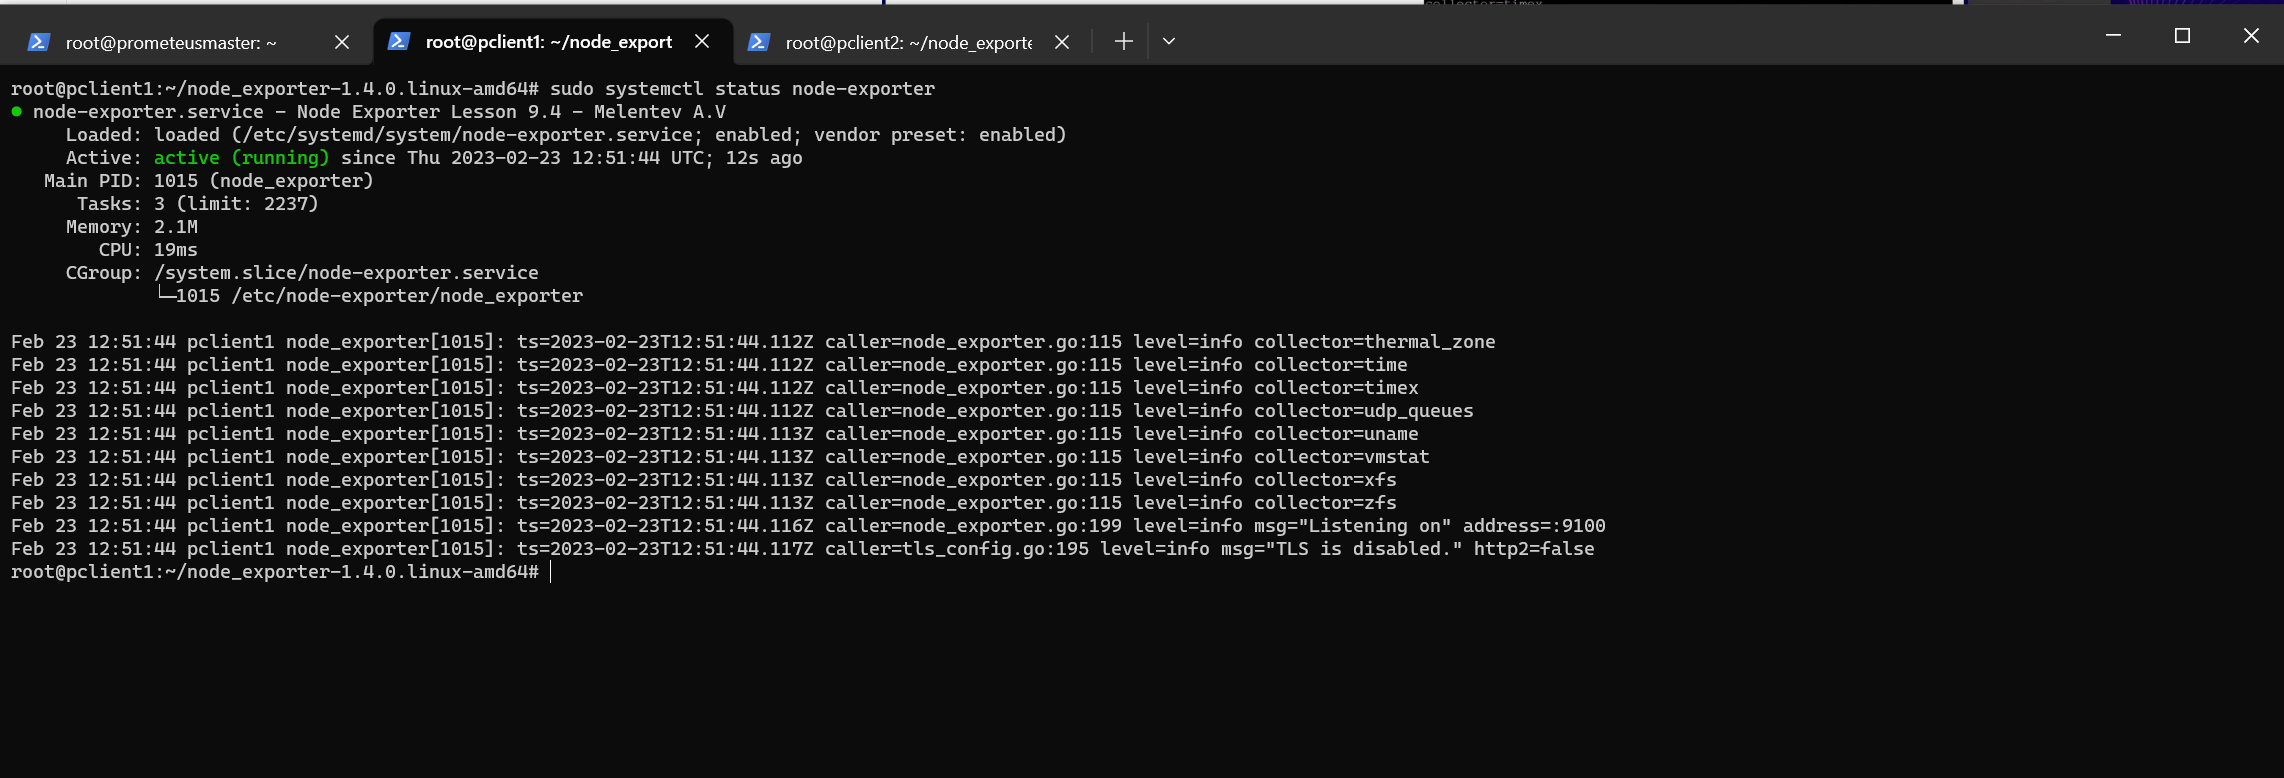 collector=timex
root@prometeusmaster: ~
root@pclient1: ~/node_export
root@pclient2: ~/node_exporte
root@pclient1:~/node_exporter-1.4.0.linux-amd64# sudo systemctl status node-exporter
● node-exporter.service - Node Exporter Lesson 9.4 - Melentev A.V
Loaded: loaded (/etc/systemd/system/node-exporter.service; enabled; vendor preset: enabled)
Active: active (running) since Thu 2023-02-23 12:51:44 UTC; 12s ago
Main PID: 1015 (node_exporter)
Tasks: 3 (limit: 2237)
Memory: 2.1M
CPU: 19ms
CGroup: /system.slice/node-exporter.service
└─1015 /etc/node-exporter/node_exporter
Feb 23 12:51:44 pclient1 node_exporter[1015]: ts=2023-02-23T12:51:44.112Z caller=node_exporter.go:115 level=info collector=thermal_zone
Feb 23 12:51:44 pclient1 node_exporter[1015]: ts=2023-02-23T12:51:44.112Z caller=node_exporter.go:115 level=info collector=time
Feb 23 12:51:44 pclient1 node_exporter[1015]: ts=2023-02-23T12:51:44.112Z caller=node_exporter.go:115 level=info collector=timex
Feb 23 12:51:44 pclient1 node_exporter[1015]: ts=2023-02-23T12:51:44.112Z caller=node_exporter.go:115 level=info collector=udp_queues
Feb 23 12:51:44 pclient1 node_exporter[1015]: ts=2023-02-23T12:51:44.113Z caller=node_exporter.go:115 level=info collector=uname
Feb 23 12:51:44 pclient1 node_exporter[1015]: ts=2023-02-23T12:51:44.113Z caller=node_exporter.go:115 level=info collector=vmstat
Feb 23 12:51:44 pclient1 node_exporter[1015]: ts=2023-02-23T12:51:44.113Z caller=node_exporter.go:115 level=info collector=xfs
Feb 23 12:51:44 pclient1 node_exporter[1015]: ts=2023-02-23T12:51:44.113Z caller=node_exporter.go:115 level=info collector=zfs
Feb 23 12:51:44 pclient1 node_exporter[1015]: ts=2023-02-23T12:51:44.116Z caller=node_exporter.go:199 level=info msg="Listening on" address=:9100
Feb 23 12:51:44 pclient1 node_exporter[1015]: ts=2023-02-23T12:51:44.117Z caller=tls_config.go:195 level=info msg="TLS is disabled." http2=false
root@pclient1:~/node_exporter-1.4.0.linux-amd64#